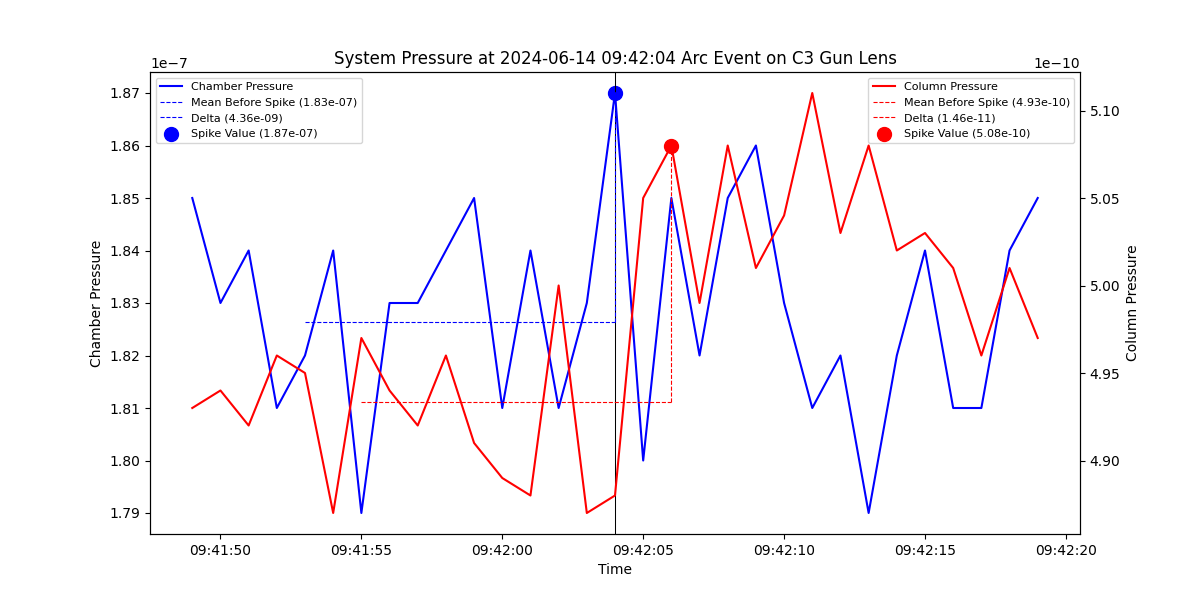 System Pressure at 2024-06-14 09:42:04 Arc Event on C3 Gun Lens
1e−7
1e−10
Chamber Pressure
Mean Before Spike (1.83e-07)
Delta (4.36e-09)
Spike Value (1.87e-07)
Column Pressure
Mean Before Spike (4.93e-10)
Delta (1.46e-11)
Spike Value (5.08e-10)
1.87
1.86
1.85
1.84
1.83
1.82
1.81
1.80
1.79
Chamber Pressure
5.10
5.05
5.00
4.95
4.90
Column Pressure
09:41:50
09:41:55
09:42:00
09:42:05
09:42:10
09:42:15
09:42:20
Time